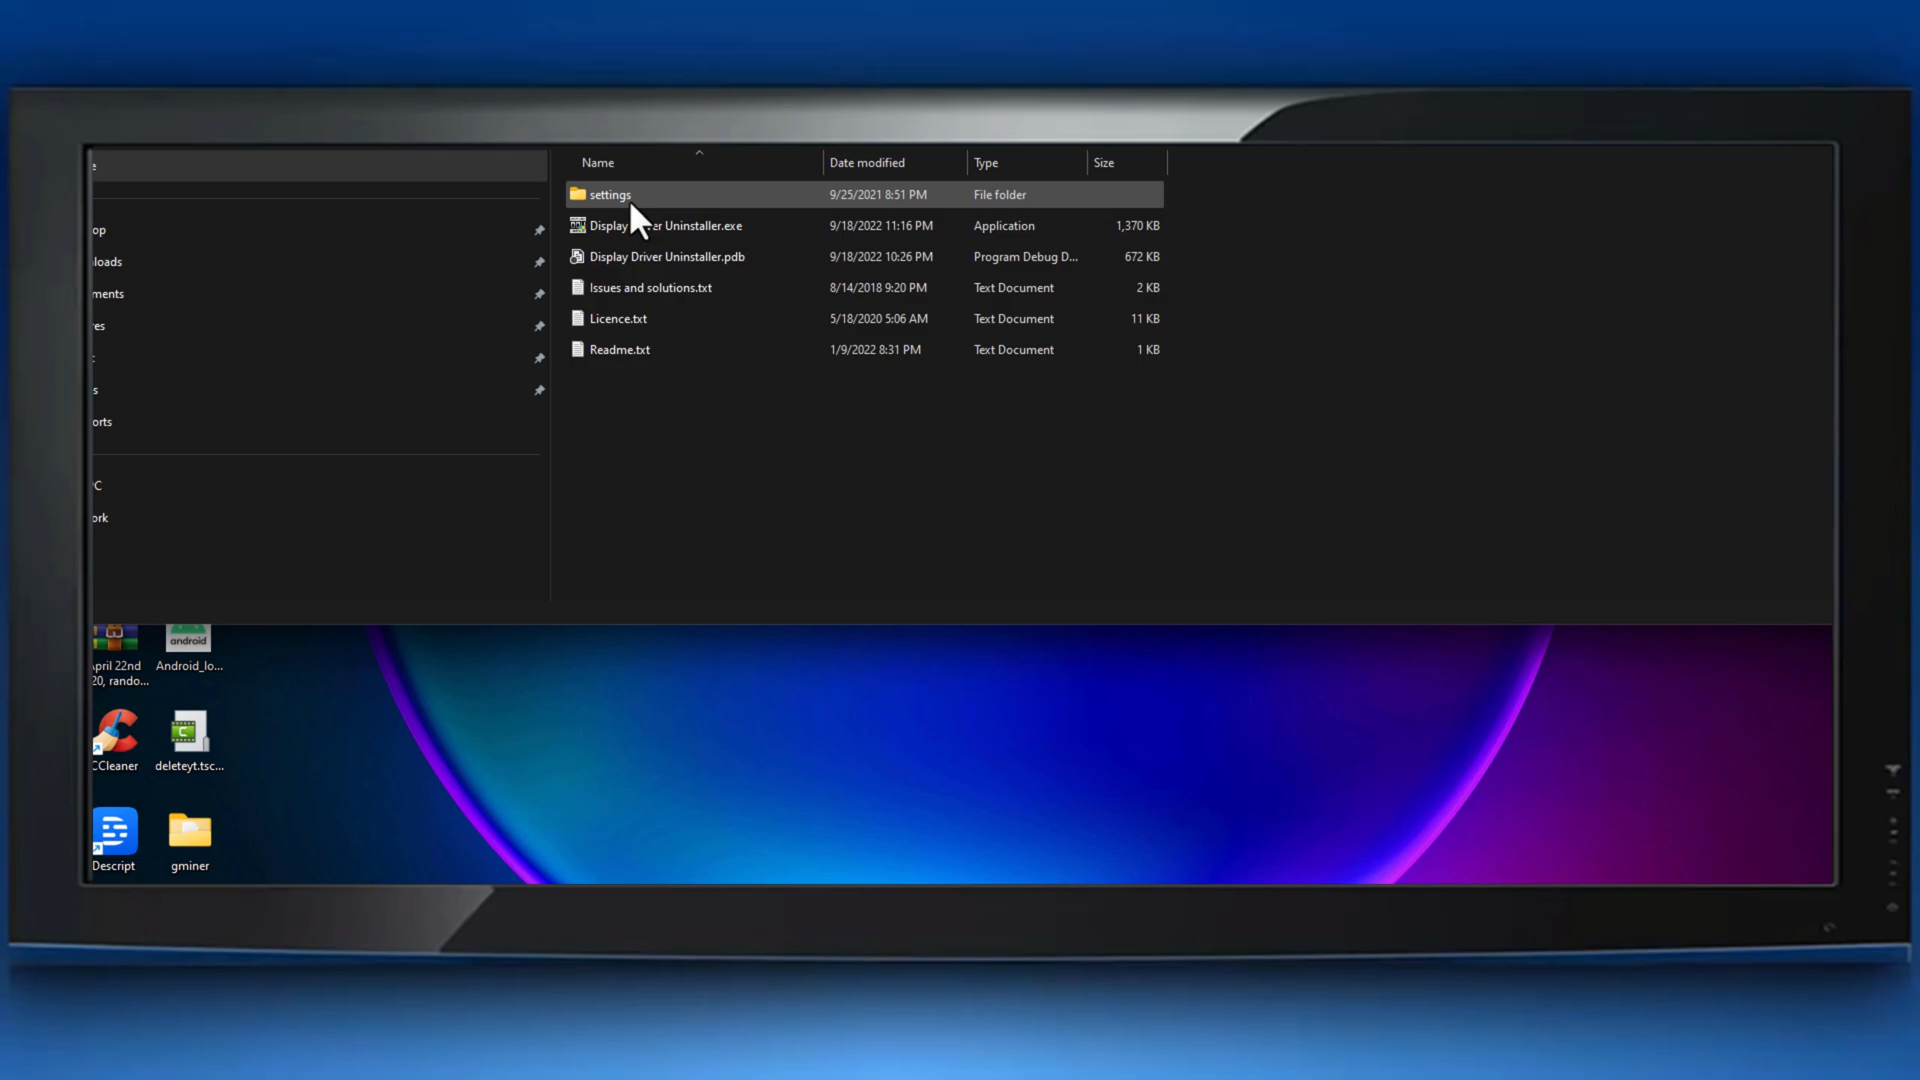 Name Date modified Type Size
e
settings 9/25/2021 8:51 PM File folder
op
Display er Uninstaller.exe 9/18/2022 11:16 PM Application 1,370 KB
loads
Display Driver Uninstaller.pdb 9/18/2022 10:26 PM Program Debug D... 672 KB
ments
Issues and solutions.txt 8/14/2018 9:20 PM Text Document 2 KB
res
Licence.txt 5/18/2020 5:06 AM Text Document 11 KB
Readme.txt 1/9/2022 8:31 PM Text Document 1 KB
s
orts
PC
ork
android
April 22nd
20, rando...
Android_lo...
CCleaner
deleteyt.tsc...
Descript
gminer